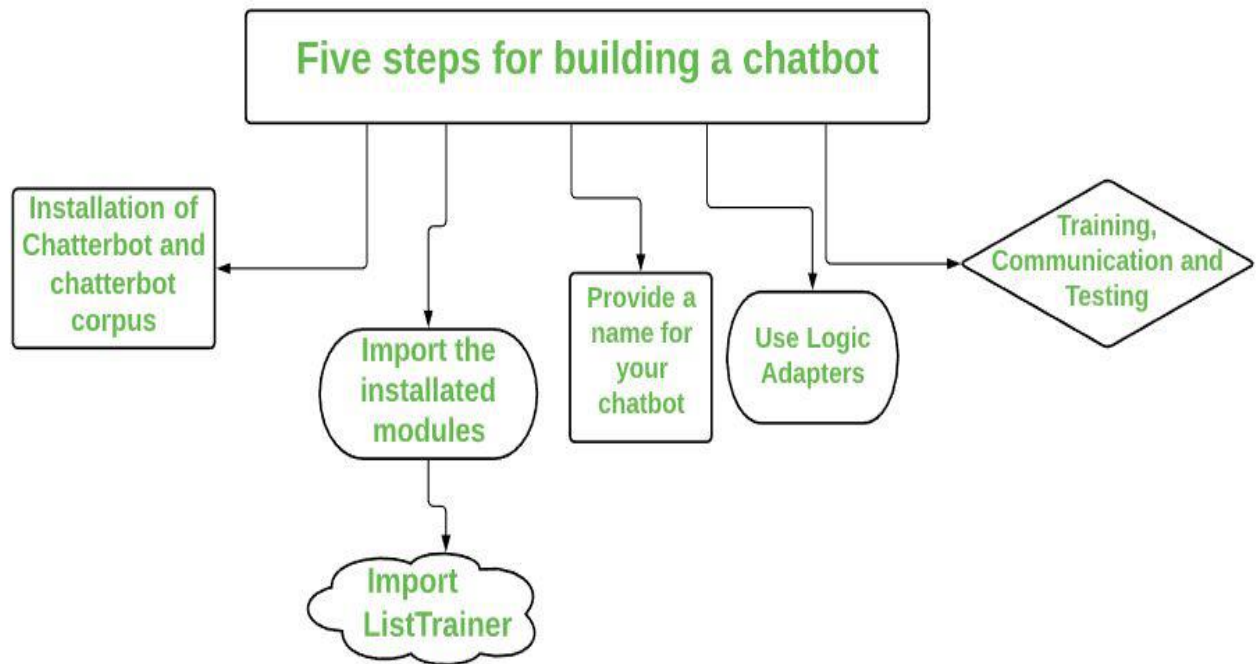 Five steps for building a chatbot
Installation of
Chatterbot and
chatterbot
corpus
Import the
installated
modules
Import
ListTrainer
Provide a
name for
your
chatbot
Use Logic
Adapters
Training,
Communication and
Testing